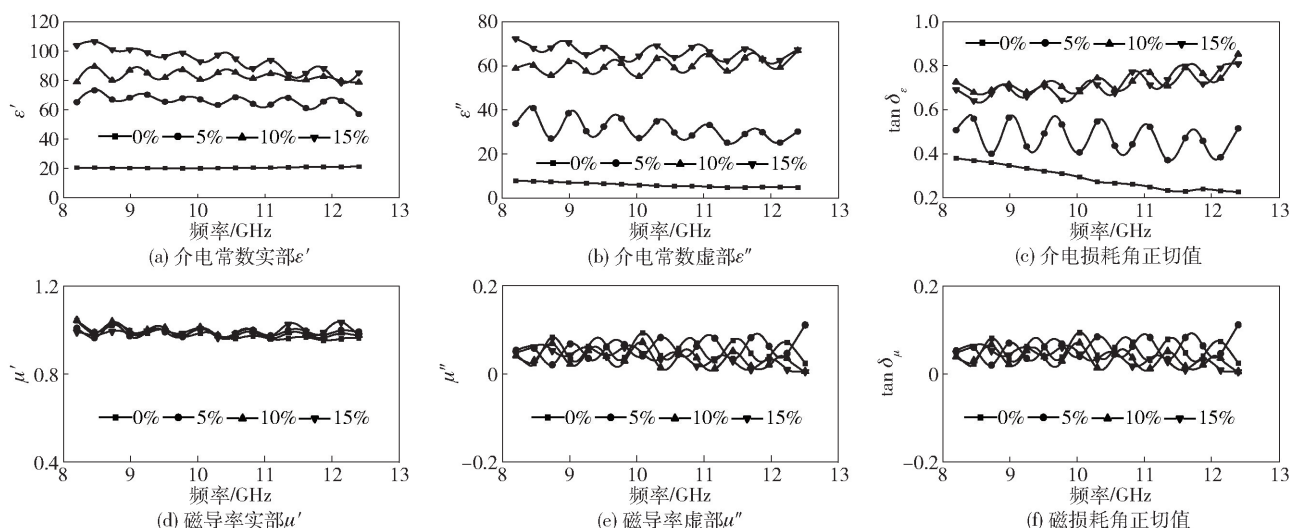 120
100
80
60
40
20
0
ε′
0% 5% 10% 15%
8 9 10 11 12 13
频率/GHz
(a) 介电常数实部ε′
80
60
40
20
0
ε″
0% 5% 10% 15%
8 9 10 11 12 13
频率/GHz
(b) 介电常数虚部ε″
1.0
0.8
0.6
0.4
0.2
tan δε
0% 5% 10% 15%
8 9 10 11 12 13
频率/GHz
(c) 介电损耗角正切值
1.2
0.8
0.4
μ′
0% 5% 10% 15%
8 9 10 11 12 13
频率/GHz
(d) 磁导率实部μ′
0.2
0
−0.2
μ″
0% 5% 10% 15%
8 9 10 11 12 13
频率/GHz
(e) 磁导率虚部μ″
0.2
0
−0.2
tan δμ
0% 5% 10% 15%
8 9 10 11 12 13
频率/GHz
(f) 磁损耗角正切值